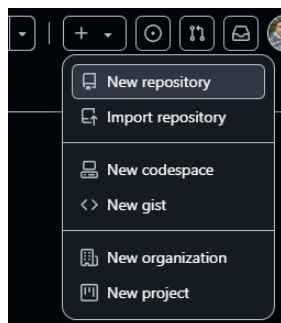 New repository
Import repository
New codespace
New gist
New organization
New project